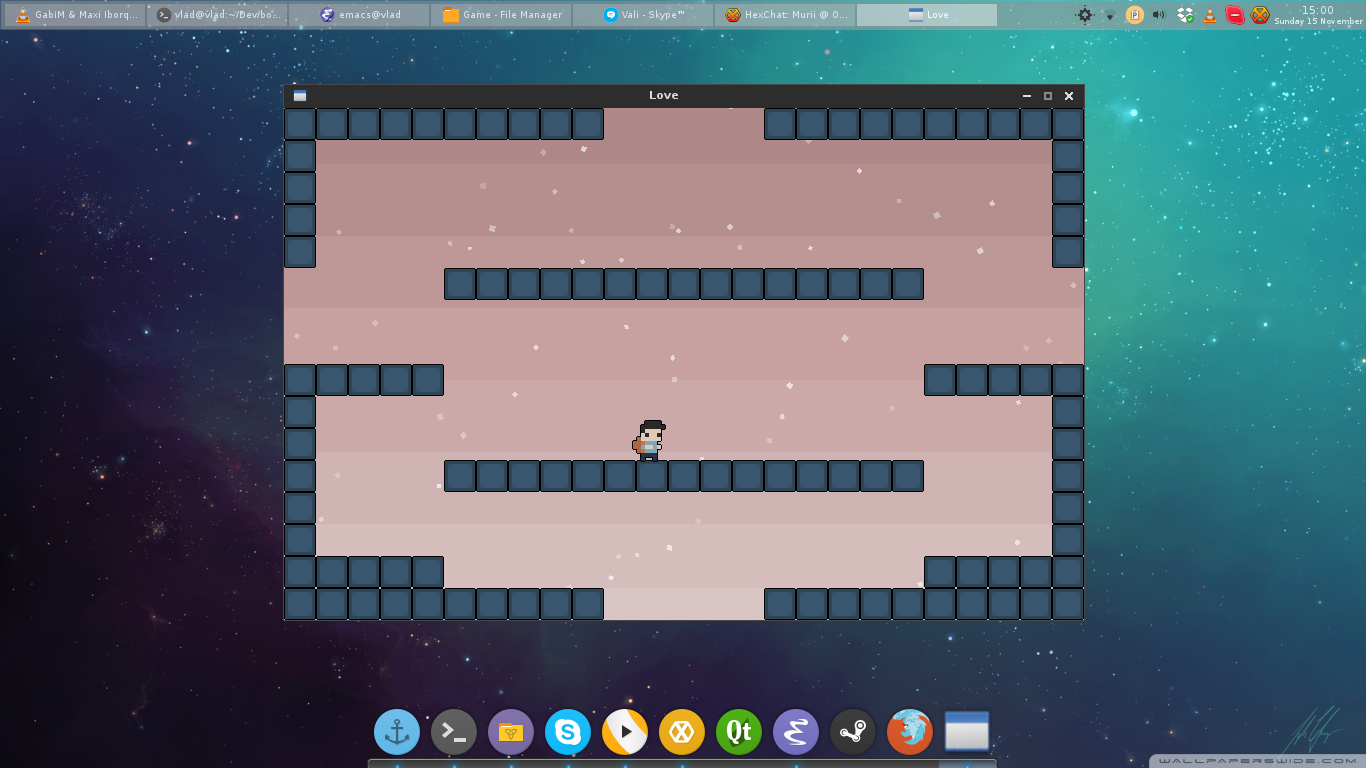 GabiM & Maxi Iborq...
vlad@vlad:~/Dev/bo...
emacs@vlad
Game - File Manager
Vali - Skype™
HexChat: Murii @ 0...
Love
15:00
Sunday 15 November
Love
Qt
WALLPAPERSWIDE.COM